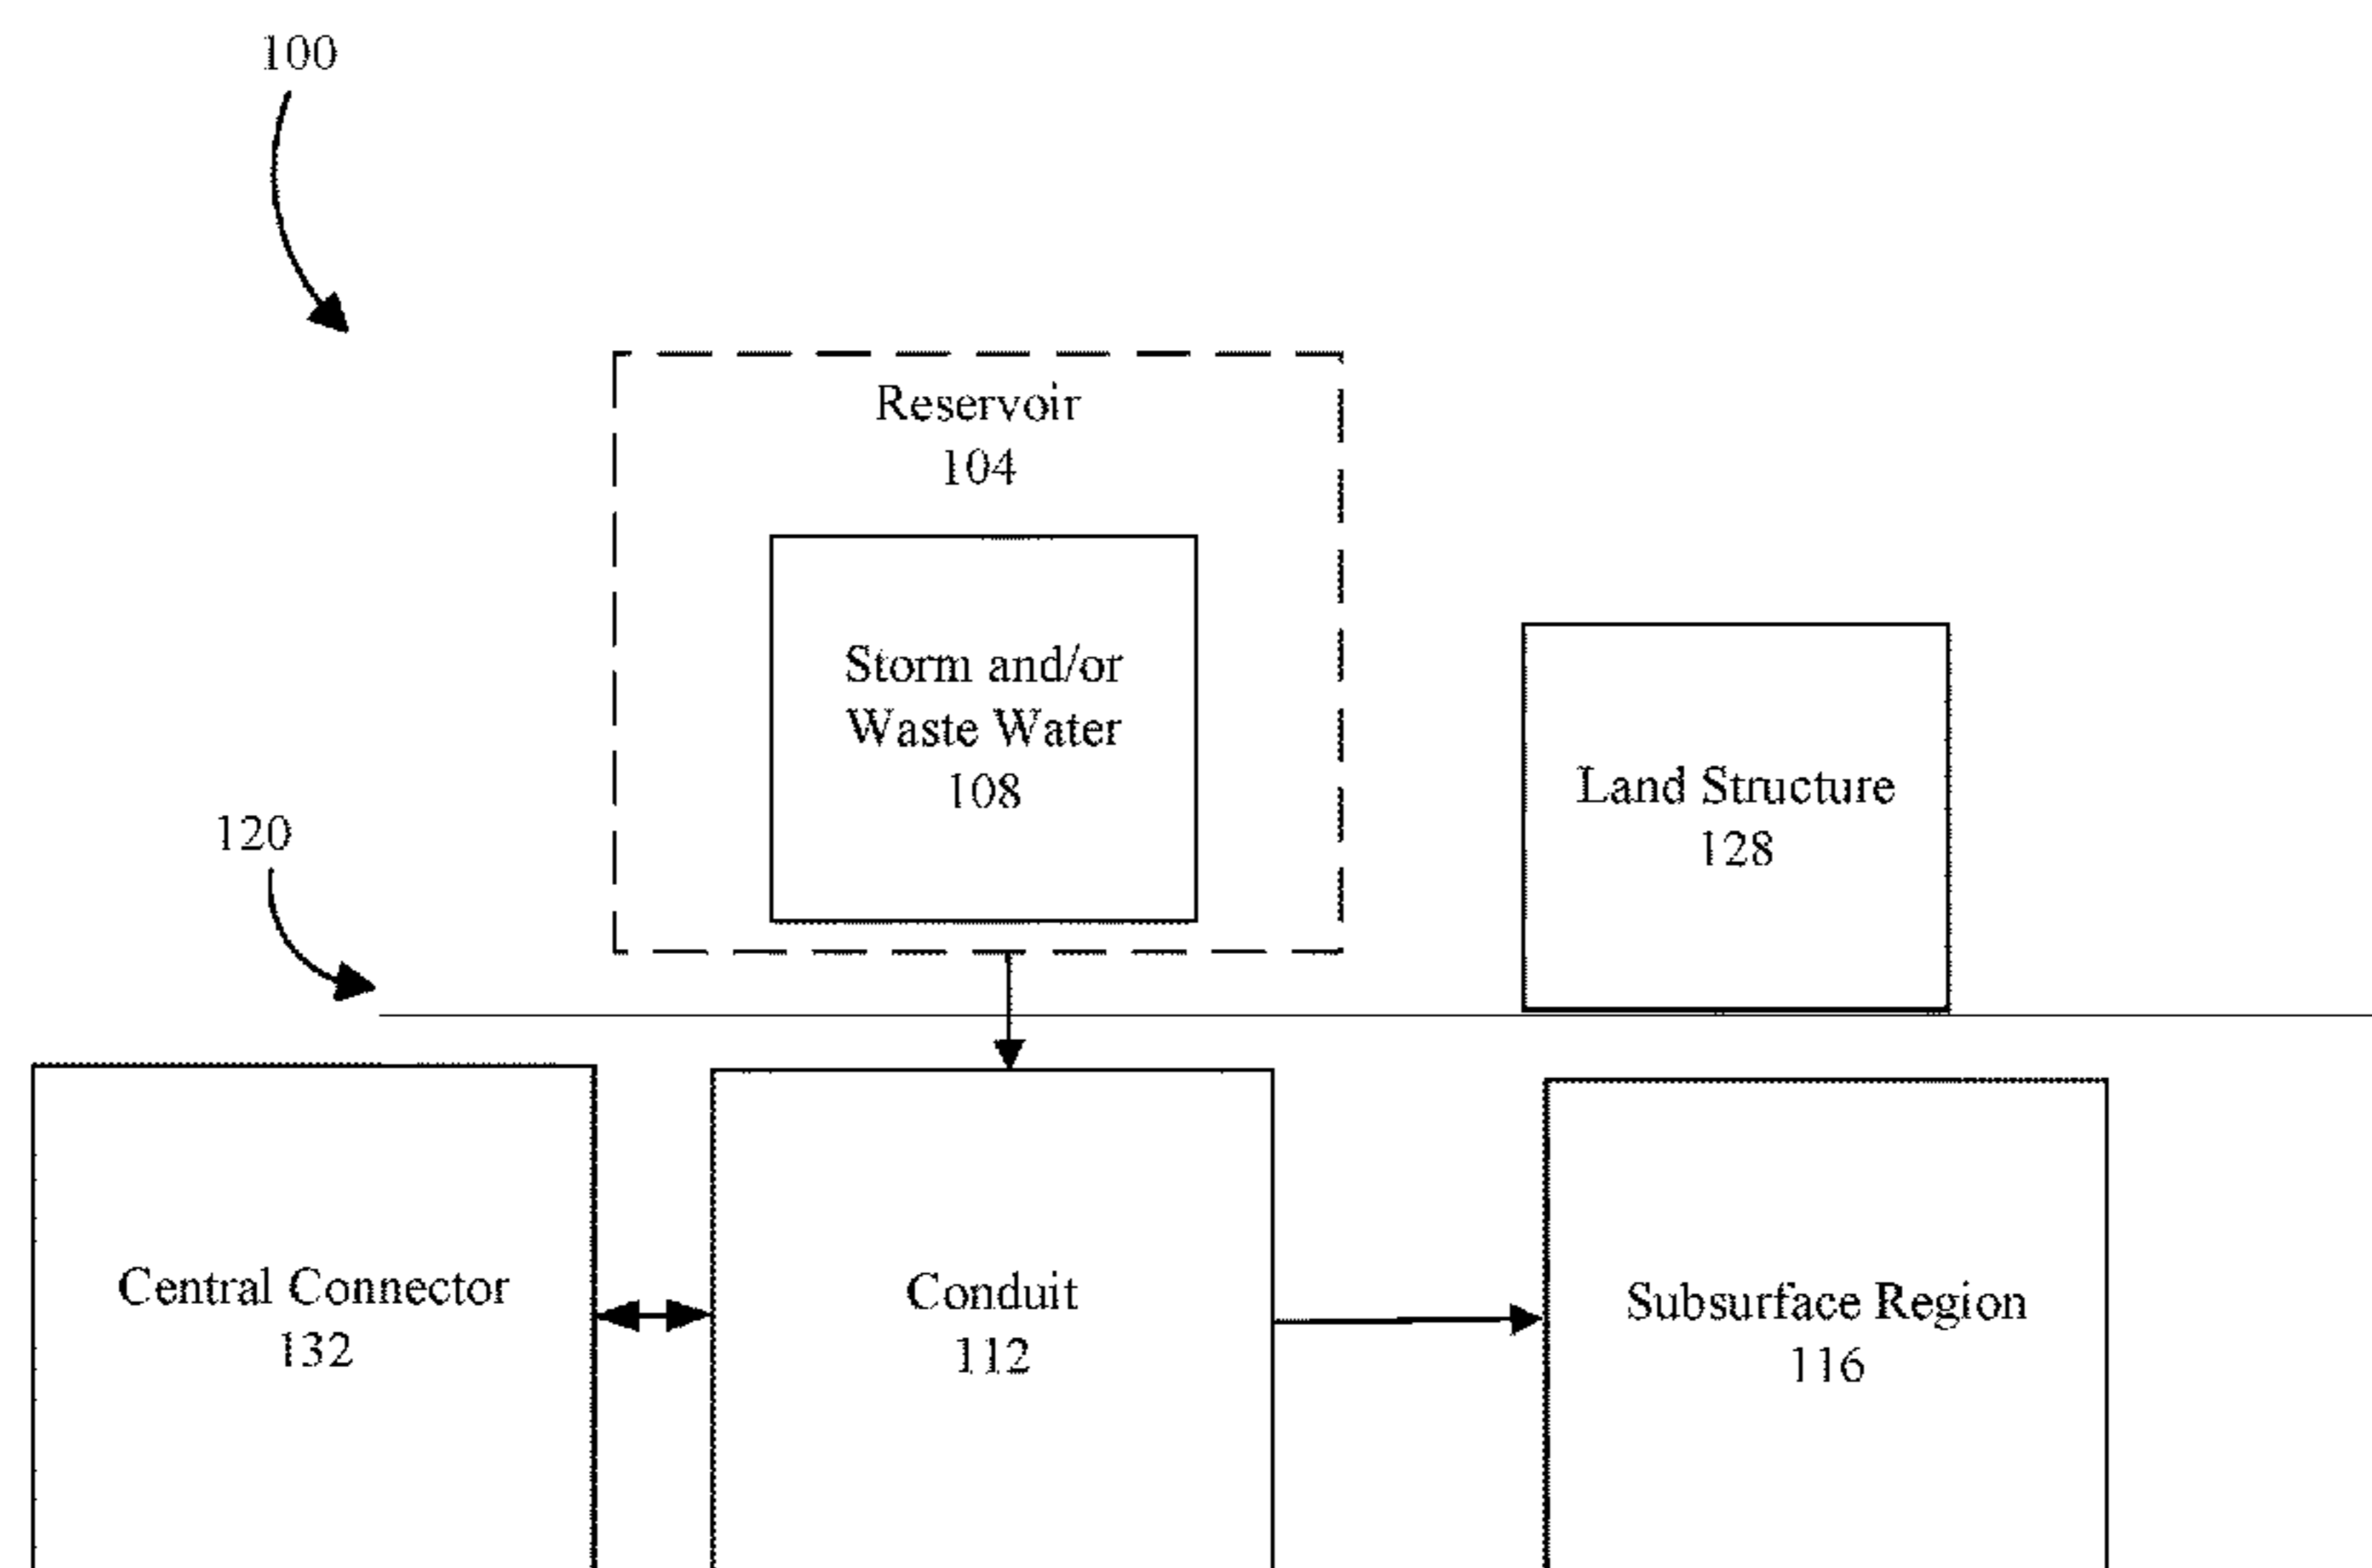 100
Reservoir
104
Storm and/or
Waste Water
108
Land Structure
128
120
Central Connector
132
Conduit
112
Subsurface Region
116